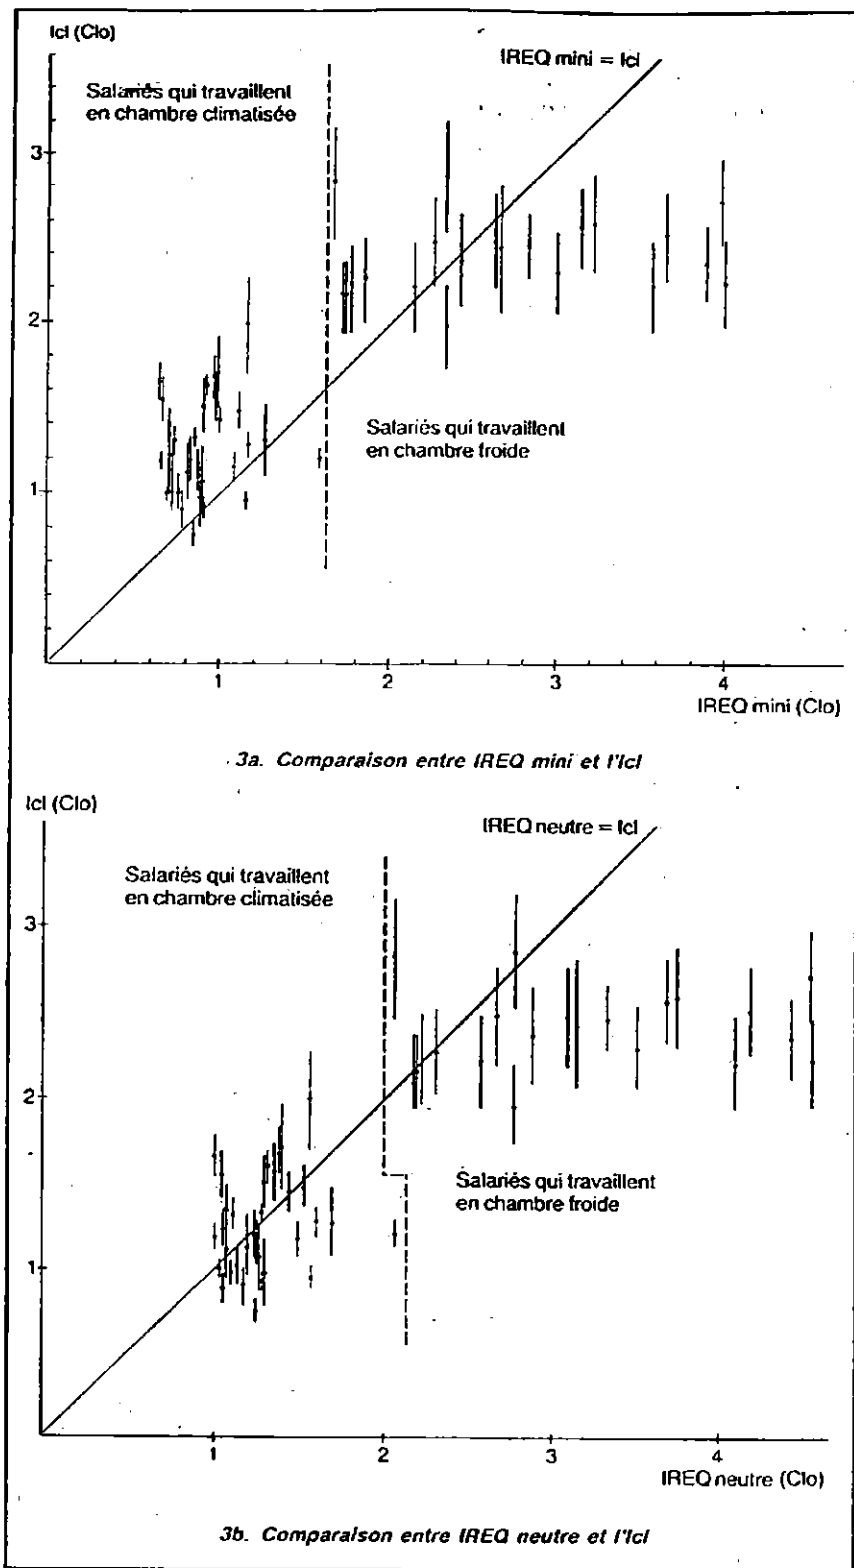 Icl (Clo)
IREQ mini = Icl
Salariés qui travaillent
en chambre climatisée
3
2
Salariés qui travaillent
en chambre froide
1
1
2
3
4
IREQ mini (Clo)
3a. Comparaison entre IREQ mini et l'Icl
Icl (Clo)
IREQ neutre = Icl
Salariés qui travaillent
en chambre climatisée
3
2
Salariés qui travaillent
en chambre froide
1
1
2
3
4
IREQ neutre (Clo)
3b. Comparaison entre IREQ neutre et l'Icl